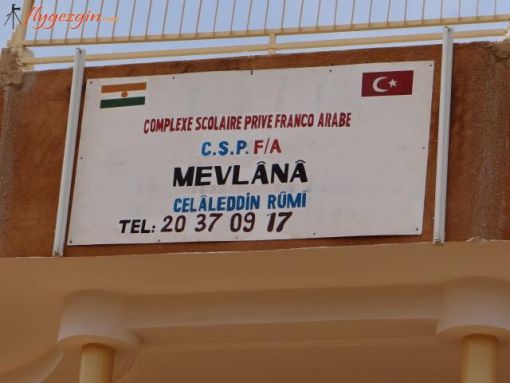 flygezgin
COMPLEXE SCOLAIRE PRIVE FRANCO ARABE
C.S.P. F/A
MEVLÂNÂ
CELÂLEDDİN RÛMÎ
TEL: 20 37 09 17